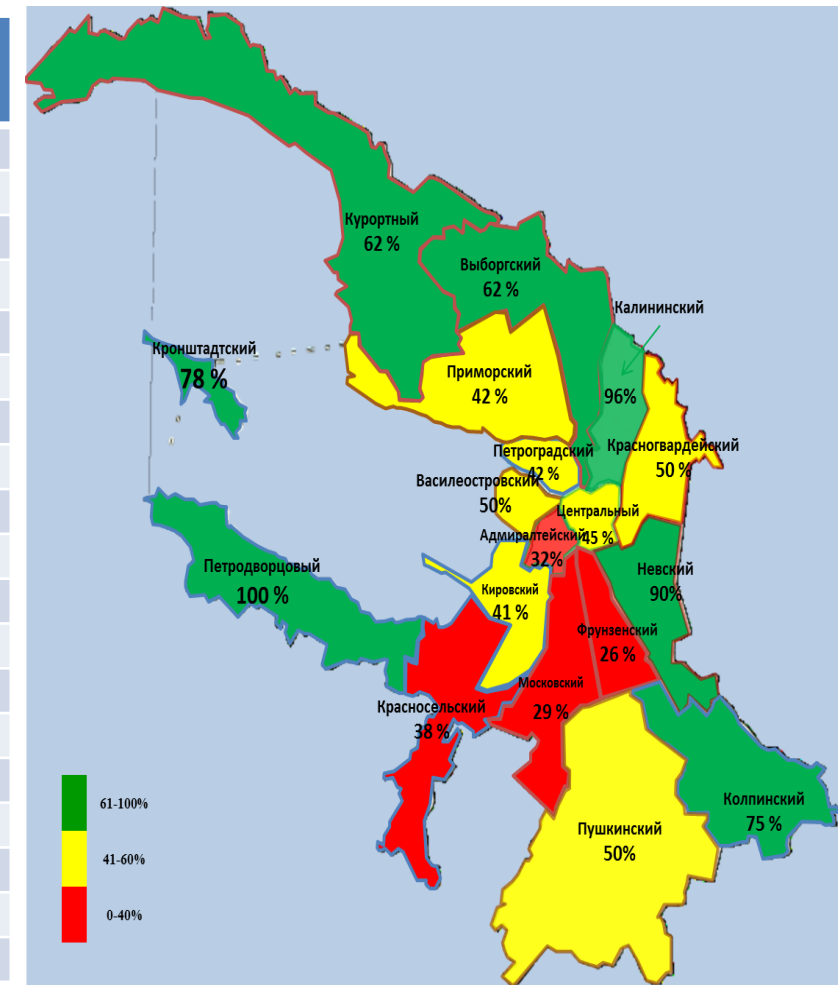 Курортный
62 %
Выборгский
62 %
Калининский
96%
Кронштадтский
78 %
Приморский
42 %
Красногвардейский
50 %
Петроградский
42 %
Василеостровский
50%
Центральный
45 %
Адмиралтейский
32%
Невский
90%
Петродворцовый
100 %
Кировский
41 %
Фрунзенский
26 %
Московский
29 %
Красносельский
38 %
Колпинский
75 %
Пушкинский
50%
61-100%
41-60%
0-40%